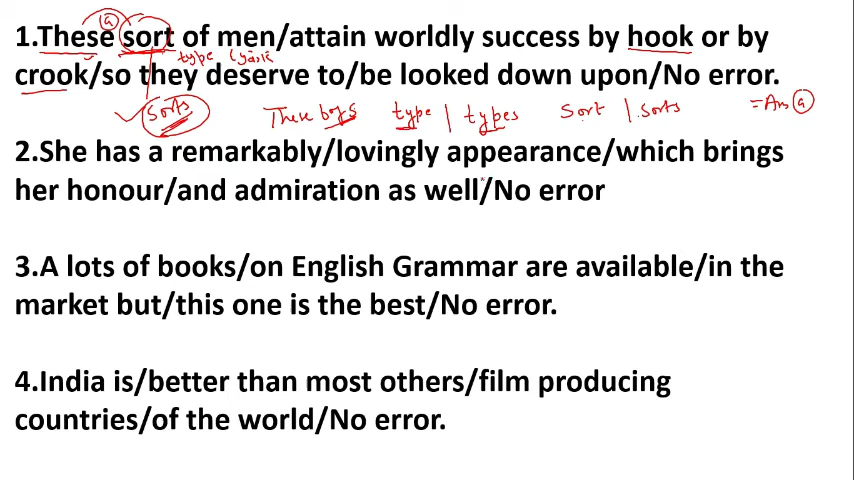 ⓐ
1.These sort of men/attain worldly success by hook or by
type
crook/so they deserve to/be looked down upon/No error.
sorts These boys type | types sort | sorts = Ans ⓐ
2.She has a remarkably/lovingly appearance/which brings
her honour/and admiration as well/No error
3.A lots of books/on English Grammar are available/in the
market but/this one is the best/No error.
4.India is/better than most others/film producing
countries/of the world/No error.